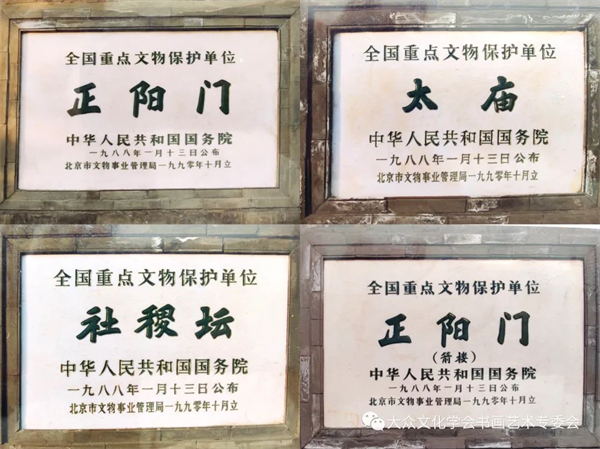 全国重点文物保护单位
正阳门
中华人民共和国国务院
一九八八年一月十三日公布
北京市文物事业管理局一九九零年十月立
全国重点文物保护单位
太庙
中华人民共和国国务院
一九八八年一月十三日公布
北京市文物事业管理局一九九零年十月立
全国重点文物保护单位
社稷坛
中华人民共和国国务院
一九八八年一月十三日公布
北京市文物事业管理局一九九零年十月立
全国重点文物保护单位
正阳门
(箭楼)
中华人民共和国国务院
一九八八年一月十三日公布
北京市文物事业管理局一九九零年十月立
大众文化学会书画艺术专委会